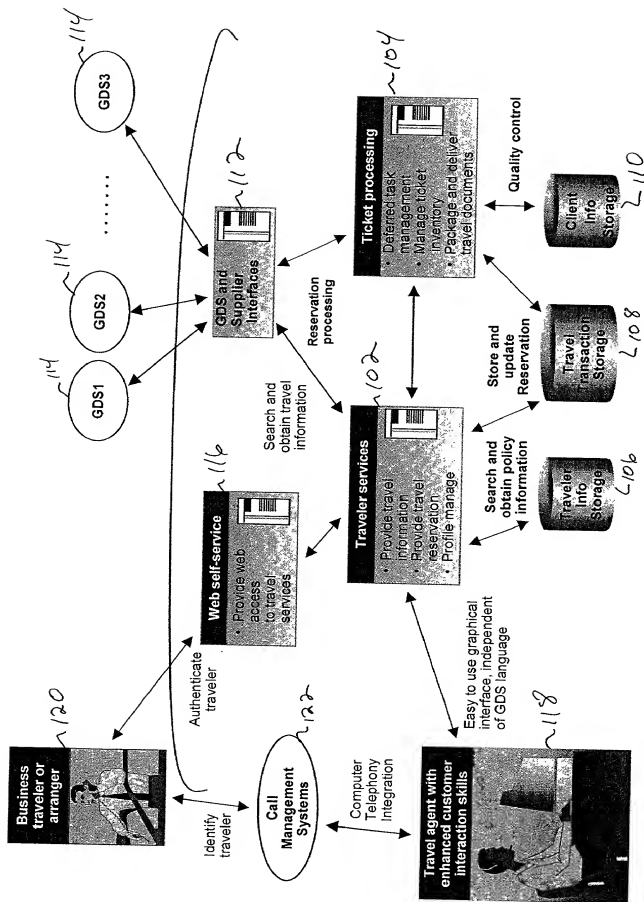 Business
traveler or
arranger
120
Identify
traveler
Authenticate
traveler
Call
Management
Systems
122
Computer
Telephony
Integration
Travel agent with
enhanced customer
interaction skills
118
Easy to use graphical
interface, independent
of GDS language
Web self-service
• Provide web
access
to travel
services
116
GDS1
114
GDS2
114
.......
GDS3
114
GDS and
Supplier
Interfaces
112
Search and
obtain travel
information
Reservation
processing
Traveler services
• Provide travel
information
• Provide travel
reservation
• Profile manage
102
Ticket processing
• Deferred task
management
• Manage ticket
inventory
• Package and deliver
travel documents
104
Search and
obtain policy
information
Store and
update
Reservation
Quality control
Traveler
Info
Storage
106
Travel
Transaction
Storage
108
Client
Info
Storage
110